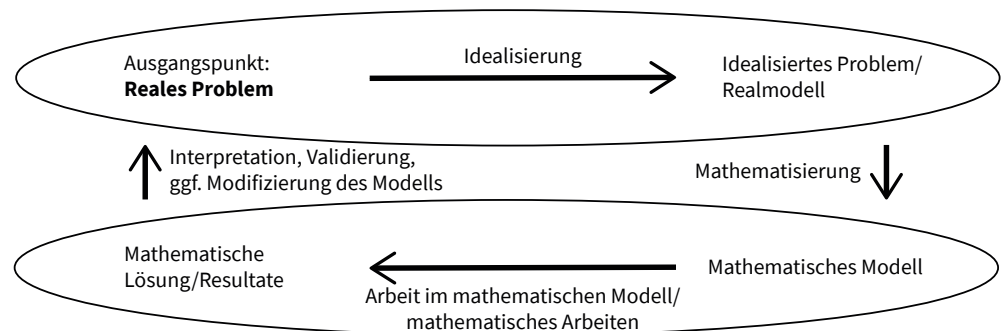 Ausgangspunkt:
Reales Problem
Idealisierung
Idealisiertes Problem/
Realmodell
Interpretation, Validierung,
ggf. Modifizierung des Modells
Mathematisierung
Mathematische
Lösung/Resultate
Mathematisches Modell
Arbeit im mathematischen Modell/
mathematisches Arbeiten